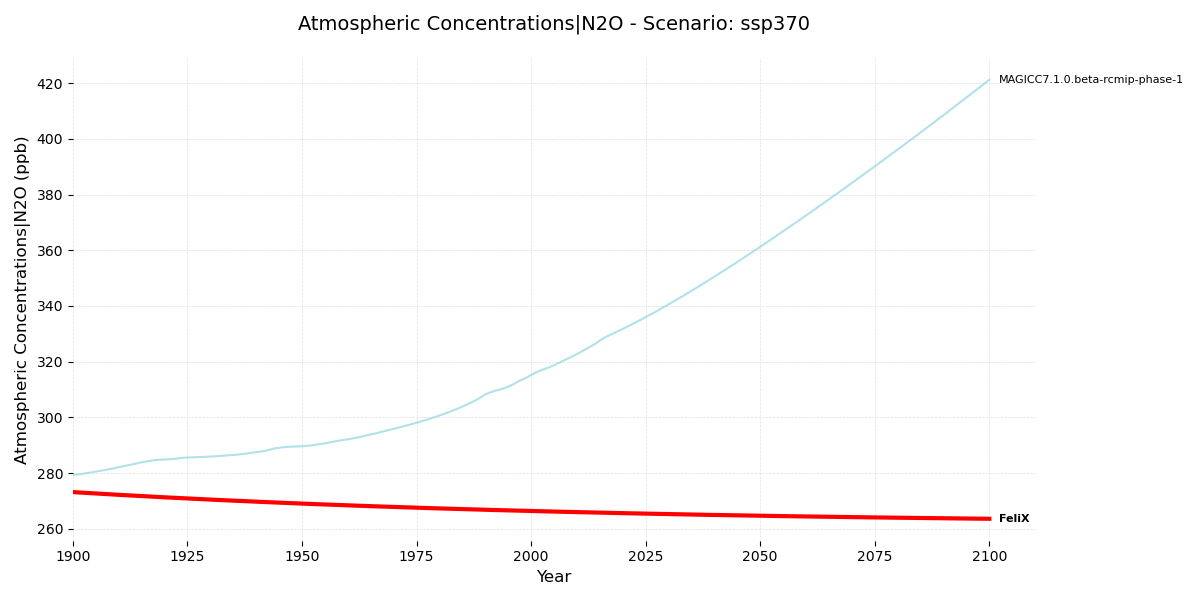 Atmospheric Concentrations|N2O - Scenario: ssp370
Atmospheric Concentrations|N2O (ppb)
420
400
380
360
340
320
300
280
260
MAGICC7.1.0.beta-rcmip-phase-1
FeliX
1900 1925 1950 1975 2000 2025 2050 2075 2100
Year